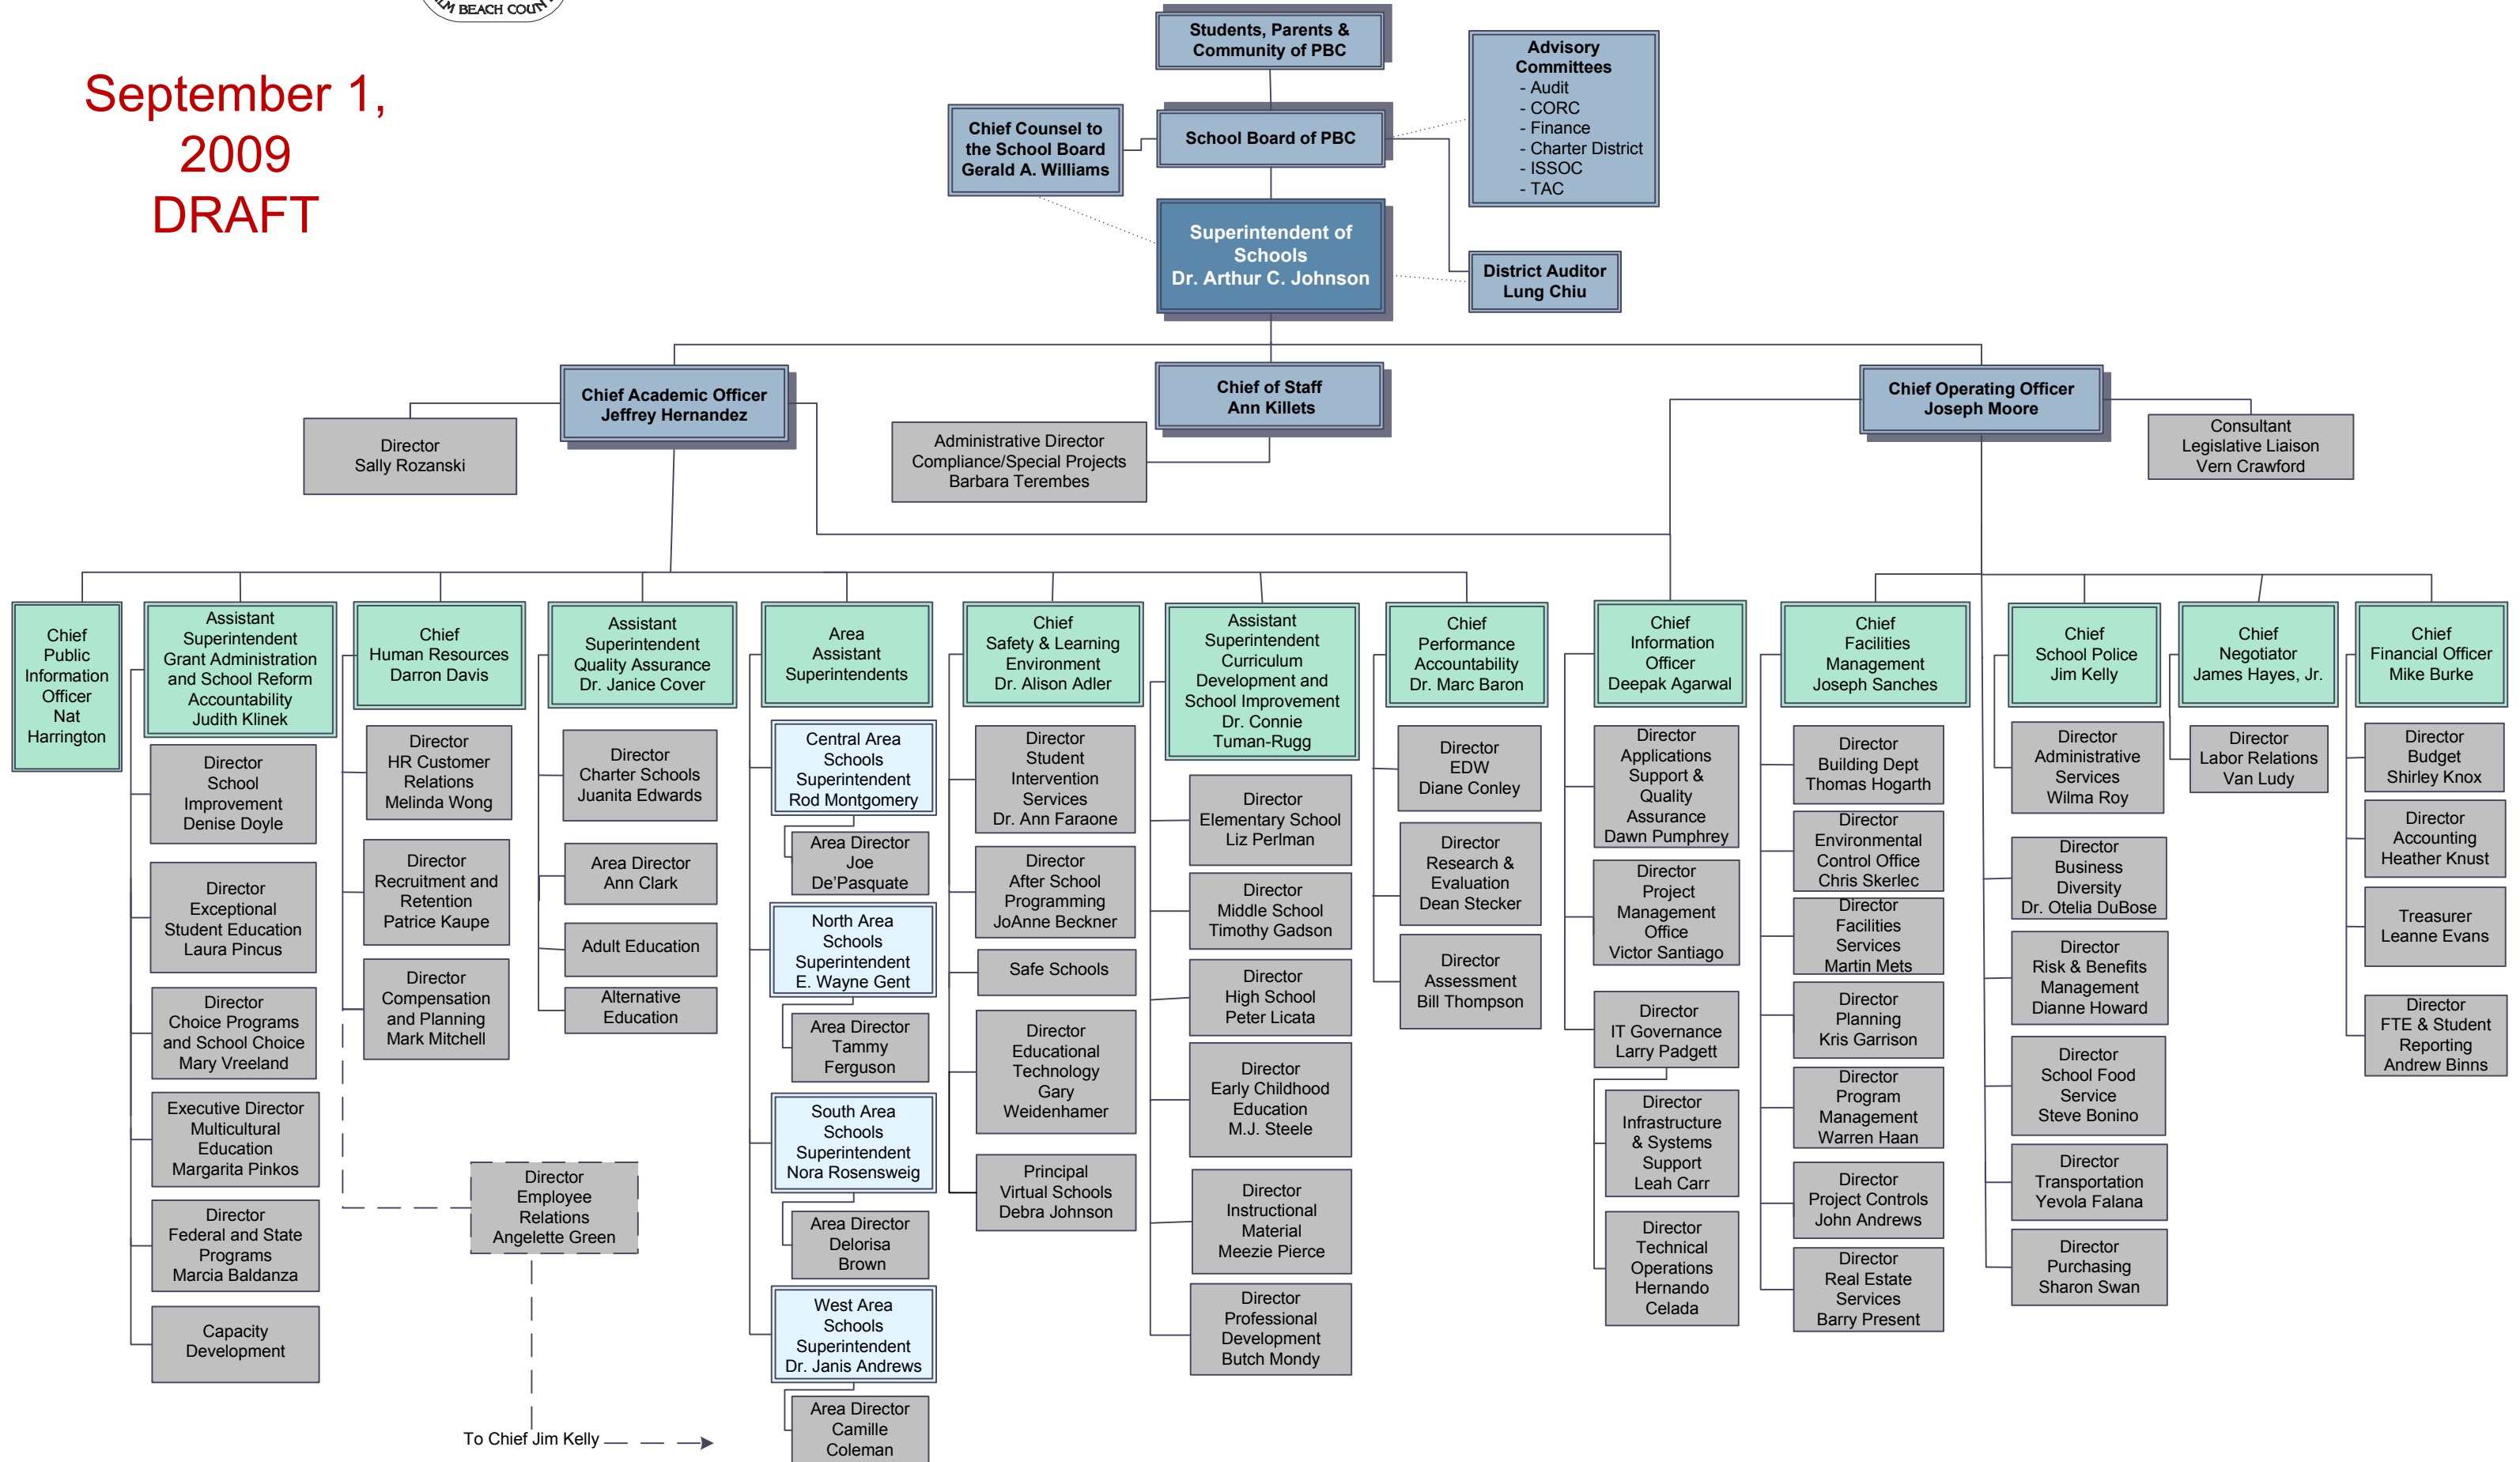 LM BEACH COUN
September 1,
2009
DRAFT
Students, Parents &
Community of PBC
Advisory
Committees
- Audit
- CORC
- Finance
- Charter District
- ISSOC
- TAC
Chief Counsel to
the School Board
Gerald A. Williams
School Board of PBC
Superintendent of
Schools
Dr. Arthur C. Johnson
District Auditor
Lung Chiu
Chief Academic Officer
Jeffrey Hernandez
Chief of Staff
Ann Killets
Chief Operating Officer
Joseph Moore
Director
Sally Rozanski
Administrative Director
Compliance/Special Projects
Barbara Terembes
Consultant
Legislative Liaison
Vern Crawford
Chief
Public
Information
Officer
Nat
Harrington
Assistant
Superintendent
Grant Administration
and School Reform
Accountability
Judith Klinek
Director
School
Improvement
Denise Doyle
Director
Exceptional
Student Education
Laura Pincus
Director
Choice Programs
and School Choice
Mary Vreeland
Executive Director
Multicultural
Education
Margarita Pinkos
Director
Federal and State
Programs
Marcia Baldanza
Capacity
Development
Chief
Human Resources
Darron Davis
Director
HR Customer
Relations
Melinda Wong
Director
Recruitment and
Retention
Patrice Kaupe
Director
Compensation
and Planning
Mark Mitchell
Director
Employee
Relations
Angelette Green
To Chief Jim Kelly
Assistant
Superintendent
Quality Assurance
Dr. Janice Cover
Director
Charter Schools
Juanita Edwards
Area Director
Ann Clark
Adult Education
Alternative
Education
Area
Assistant
Superintendents
Central Area
Schools
Superintendent
Rod Montgomery
Area Director
Joe
De'Pasquate
North Area
Schools
Superintendent
E. Wayne Gent
Area Director
Tammy
Ferguson
South Area
Schools
Superintendent
Nora Rosensweig
Area Director
Delorisa
Brown
West Area
Schools
Superintendent
Dr. Janis Andrews
Area Director
Camille
Coleman
Chief
Safety & Learning
Environment
Dr. Alison Adler
Director
Student
Intervention
Services
Dr. Ann Faraone
Director
After School
Programming
JoAnne Beckner
Safe Schools
Director
Educational
Technology
Gary
Weidenhamer
Principal
Virtual Schools
Debra Johnson
Assistant
Superintendent
Curriculum
Development and
School Improvement
Dr. Connie
Tuman-Rugg
Director
Elementary School
Liz Perlman
Director
Middle School
Timothy Gadson
Director
High School
Peter Licata
Director
Early Childhood
Education
M.J. Steele
Director
Instructional
Material
Meezie Pierce
Director
Professional
Development
Butch Mondy
Chief
Performance
Accountability
Dr. Marc Baron
Director
EDW
Diane Conley
Director
Research &
Evaluation
Dean Stecker
Director
Assessment
Bill Thompson
Chief
Information
Officer
Deepak Agarwal
Director
Applications
Support &
Quality
Assurance
Dawn Pumphrey
Director
Project
Management
Office
Victor Santiago
Director
IT Governance
Larry Padgett
Director
Infrastructure
& Systems
Support
Leah Carr
Director
Technical
Operations
Hernando
Celada
Chief
Facilities
Management
Joseph Sanches
Director
Building Dept
Thomas Hogarth
Director
Environmental
Control Office
Chris Skerlec
Director
Facilities
Services
Martin Mets
Director
Planning
Kris Garrison
Director
Program
Management
Warren Haan
Director
Project Controls
John Andrews
Director
Real Estate
Services
Barry Present
Chief
School Police
Jim Kelly
Director
Administrative
Services
Wilma Roy
Director
Business
Diversity
Dr. Otelia DuBose
Director
Risk & Benefits
Management
Dianne Howard
Director
School Food
Service
Steve Bonino
Director
Transportation
Yevola Falana
Director
Purchasing
Sharon Swan
Chief
Negotiator
James Hayes, Jr.
Director
Labor Relations
Van Ludy
Chief
Financial Officer
Mike Burke
Director
Budget
Shirley Knox
Director
Accounting
Heather Knust
Treasurer
Leanne Evans
Director
FTE & Student
Reporting
Andrew Binns